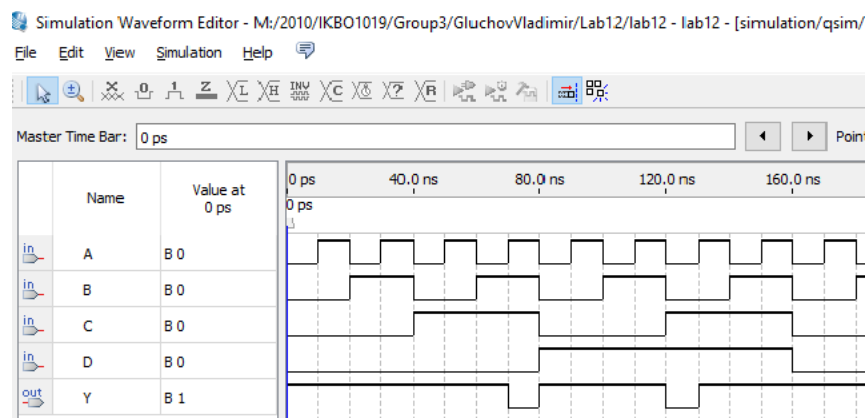 Simulation Waveform Editor - M:/2010/IKBO1019/Group3/GluchovVladimir/Lab12/lab12 - lab12 - [simulation/qsim/
File Edit View Simulation Help
Master Time Bar: 0 ps Point
Name Value at 0 ps 0 ps 40.0 ns 80.0 ns 120.0 ns 160.0 ns
0 ps
in A B 0
in B B 0
in C B 0
in D B 0
out Y B 1